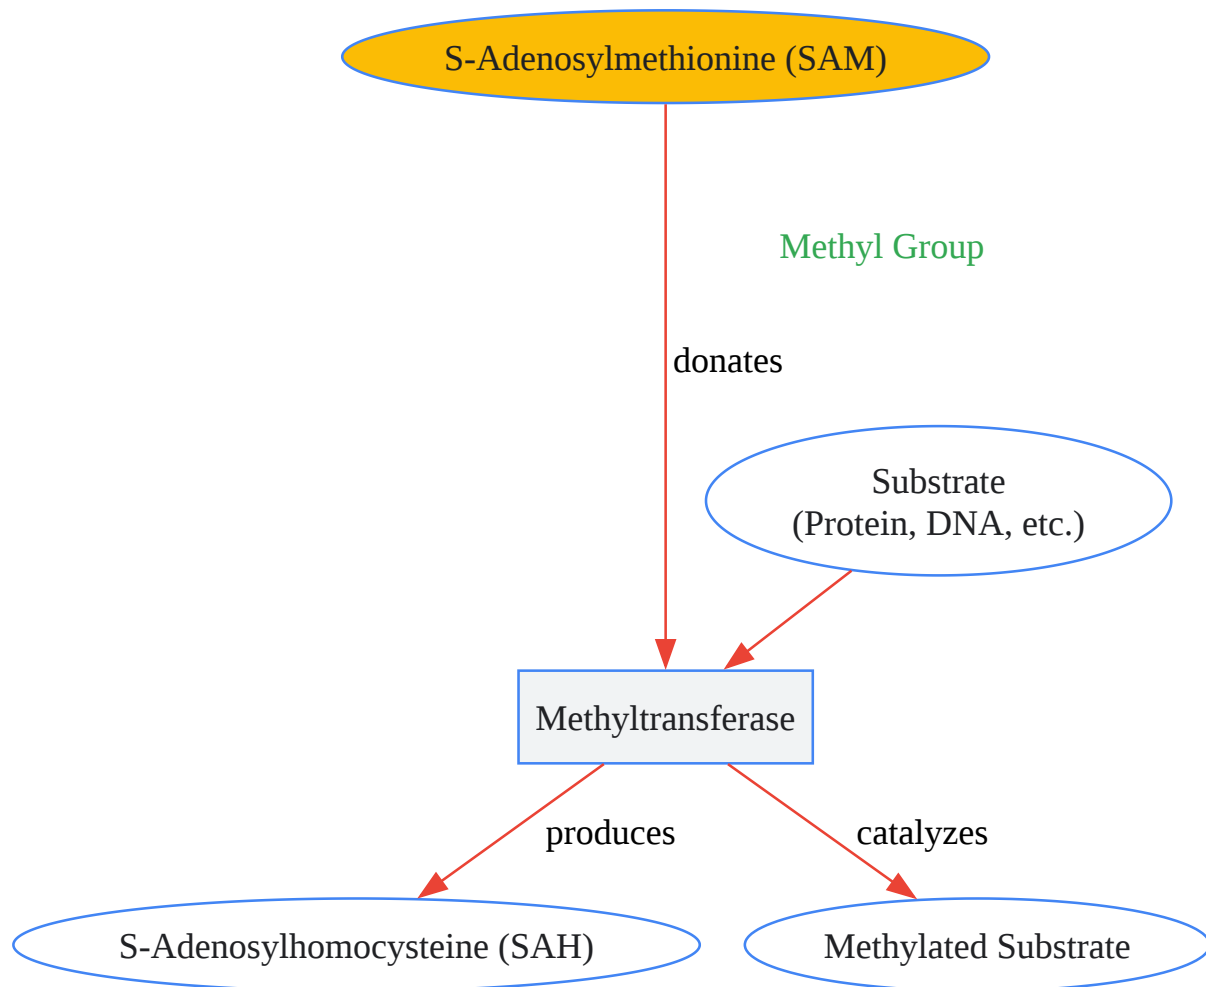 S-Adenosylmethionine (SAM)
Methyl Group
donates
Substrate
(Protein, DNA, etc.)
Methyltransferase
produces
catalyzes
S-Adenosylhomocysteine (SAH)
Methylated Substrate